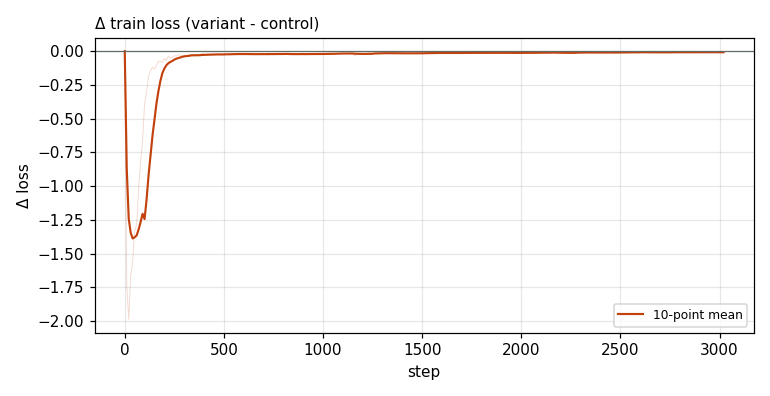 Δ train loss (variant - control)
0.00
−0.25
−0.50
−0.75
−1.00
−1.25
−1.50
−1.75
−2.00
Δ loss
10-point mean
0 500 1000 1500 2000 2500 3000
step